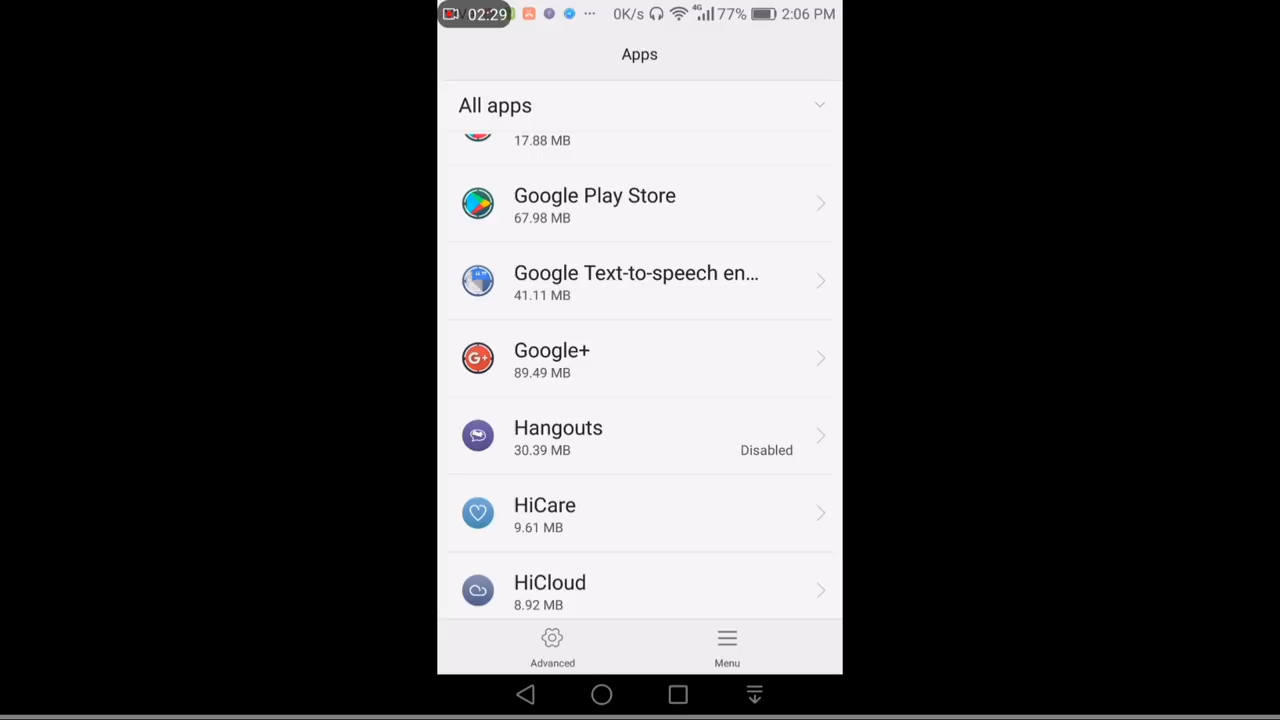 02:29 0K/s 4G 77% 2:06 PM
Apps
All apps
17.88 MB
Google Play Store
67.98 MB
Google Text-to-speech en...
41.11 MB
G+ Google+
89.49 MB
Hangouts
30.39 MB Disabled
HiCare
9.61 MB
HiCloud
8.92 MB
Advanced Menu